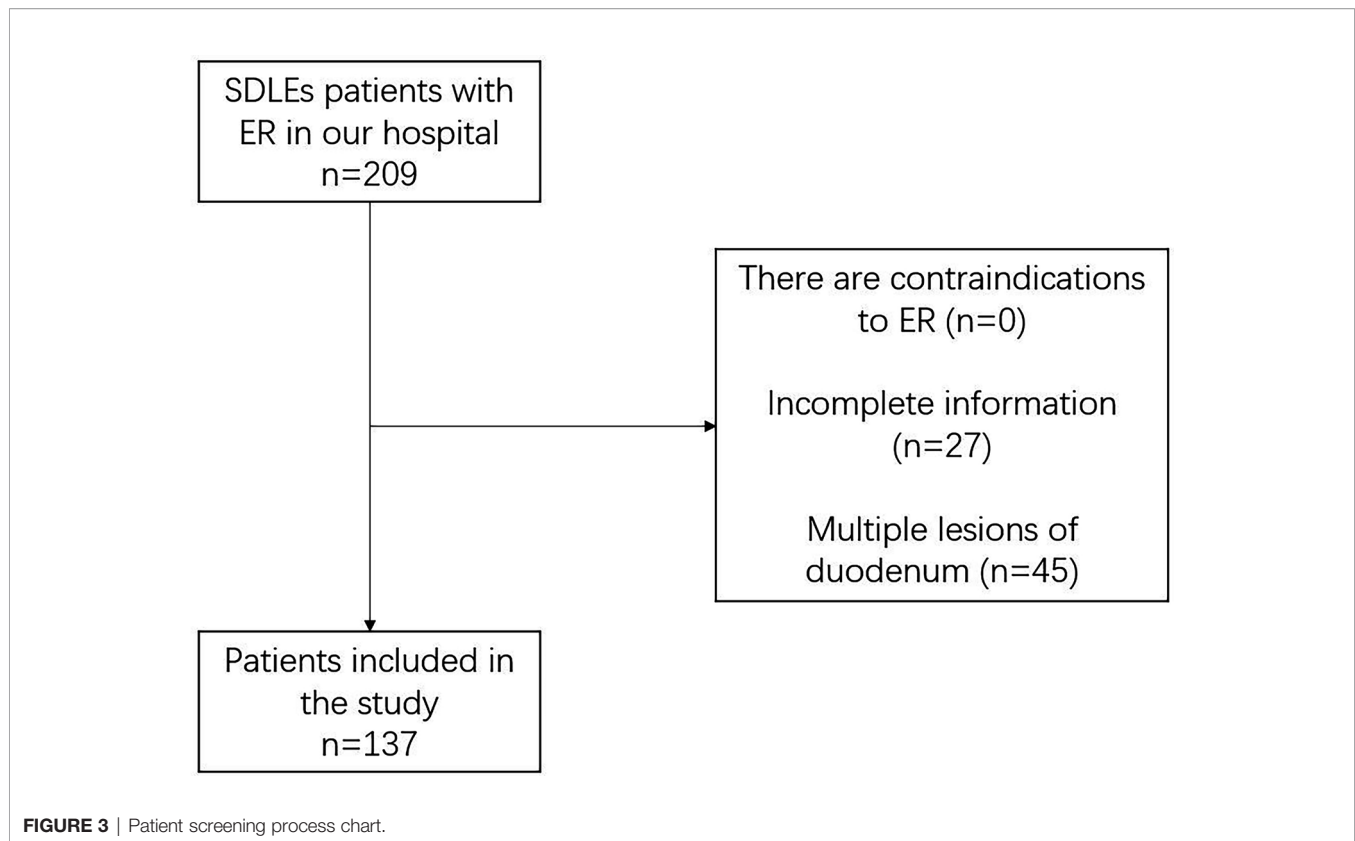 SDLEs patients with
ER in our hospital
n=209
There are contraindications
to ER (n=0)
Incomplete information
(n=27)
Multiple lesions of
duodenum (n=45)
Patients included in
the study
n=137
FIGURE 3 | Patient screening process chart.